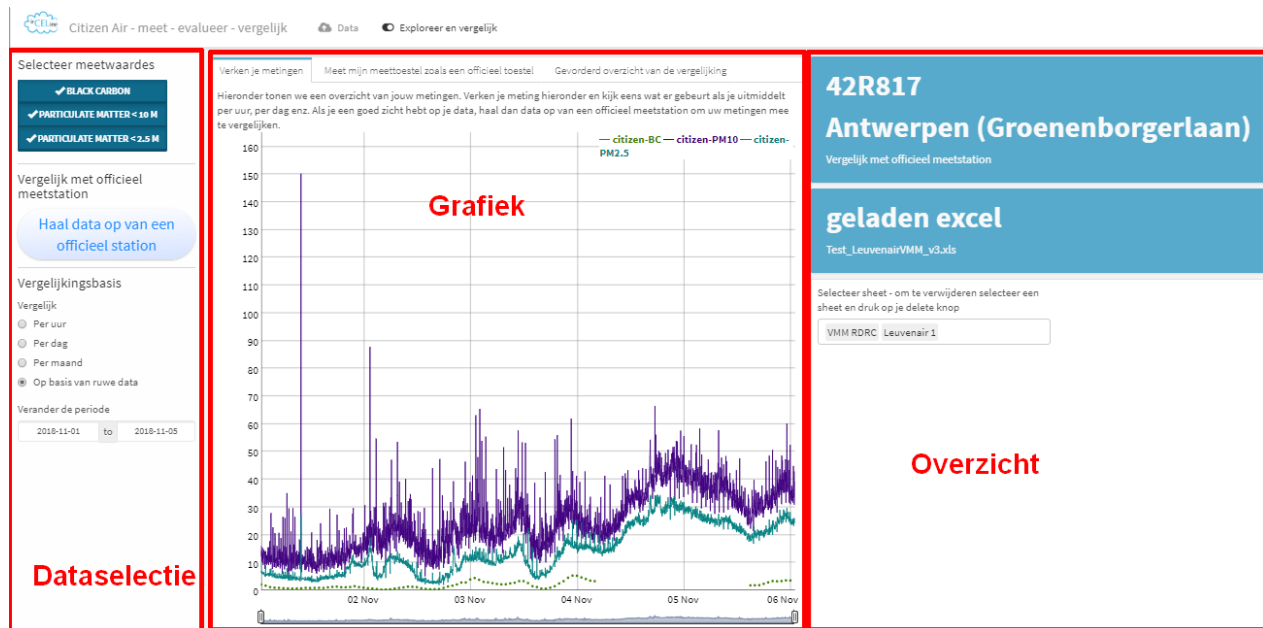 CELine
Citizen Air - meet - evalueer - vergelijk
Data
Exploreer en vergelijk
Selecteer meetwaardes
BLACK CARBON
PARTICULATE MATTER < 10 M
PARTICULATE MATTER < 2.5 M
Vergelijk met officieel
meetstation
Haal data op van een
officieel station
Vergelijkingsbasis
Vergelijk
Per uur
Per dag
Per maand
Op basis van ruwe data
Verander de periode
2018-11-01 to 2018-11-05
Dataselectie
Verken je metingen
Meet mijn meettoestel zoals een officieel toestel
Gevorderd overzicht van de vergelijking
Hieronder tonen we een overzicht van jouw metingen. Verken je meting hieronder en kijk eens wat er gebeurt als je uitmiddelt
per uur, per dag enz. Als je een goed zicht hebt op je data, haal dan data op van een officieel meetstation om uw metingen mee
te vergelijken.
citizen-BC citizen-PM10 citizen-
PM2.5
160
150
140
130
120
110
100
90
80
70
60
50
40
30
20
10
0
02 Nov
03 Nov
04 Nov
05 Nov
06 Nov
Grafiek
42R817
Antwerpen (Groenenborgerlaan)
Vergelijk met officieel meetstation
geladen excel
Test_LeuvenairVMM_v3.xls
Selecteer sheet - om te verwijderen selecteer een
sheet en druk op je delete knop
VMM RDRC Leuvenair 1
Overzicht